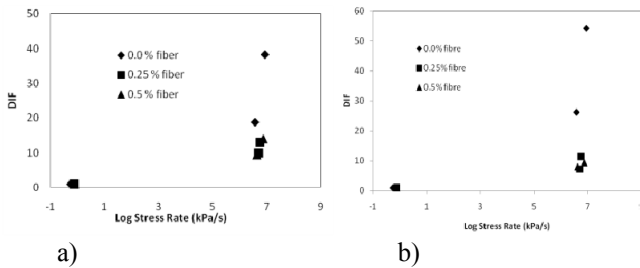 50
40
30
20
10
0
DIF
◆ 0.0% fiber
■ 0.25% fiber
▲ 0.5% fiber
-1 1 3 5 7 9
Log Stress Rate (kPa/s)
a)
60
50
40
30
20
10
0
DIF
◆ 0.0% fibre
■ 0.25% fibre
▲ 0.5% fibre
-1 1 3 5 7 9
Log Stress Rate (kPa/s)
b)